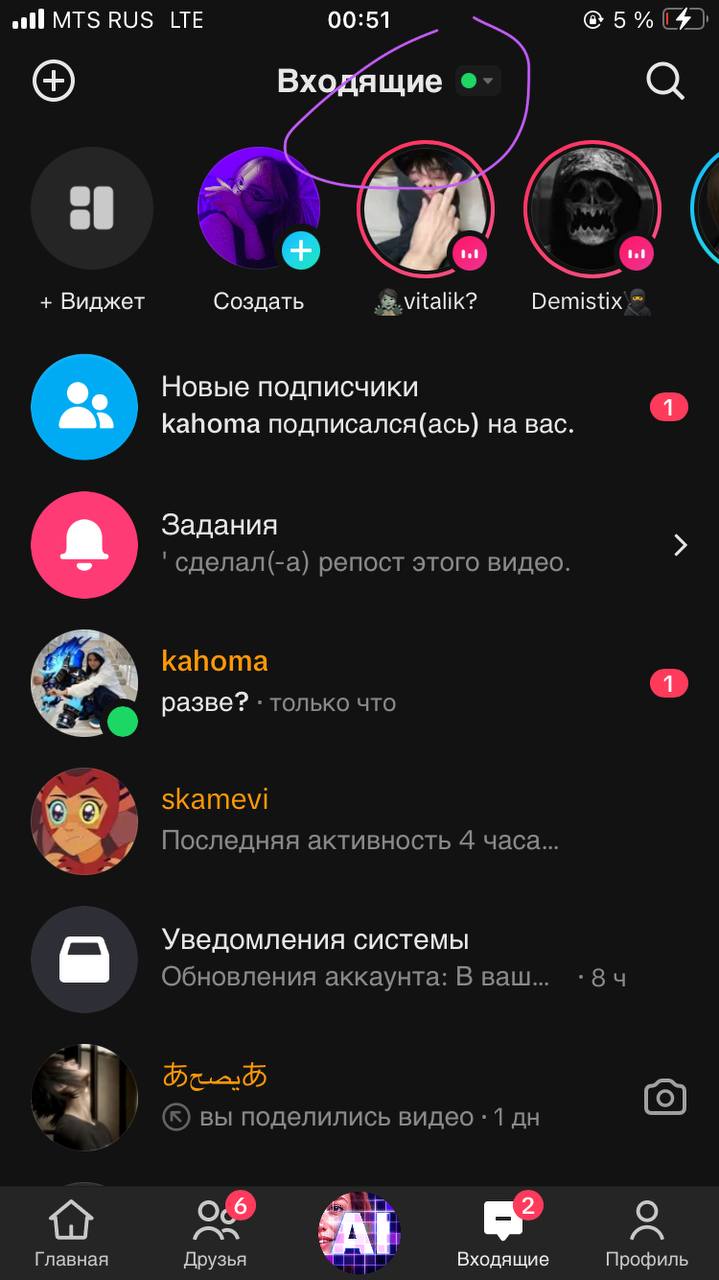 MTS RUS LTE 00:51 5 %
Входящие
+ Виджет Создать 🧟‍♀️vitalik? Demistix🥷
Новые подписчики
kahoma подписался(ась) на вас. 1
Задания
' сделал(-а) репост этого видео.
kahoma
разве? · только что 1
skamevi
Последняя активность 4 часа...
Уведомления системы
Обновления аккаунта: В ваш... · 8 ч
あيصحあ
вы поделились видео · 1 дн
6 AI 2
Главная Друзья Входящие Профиль